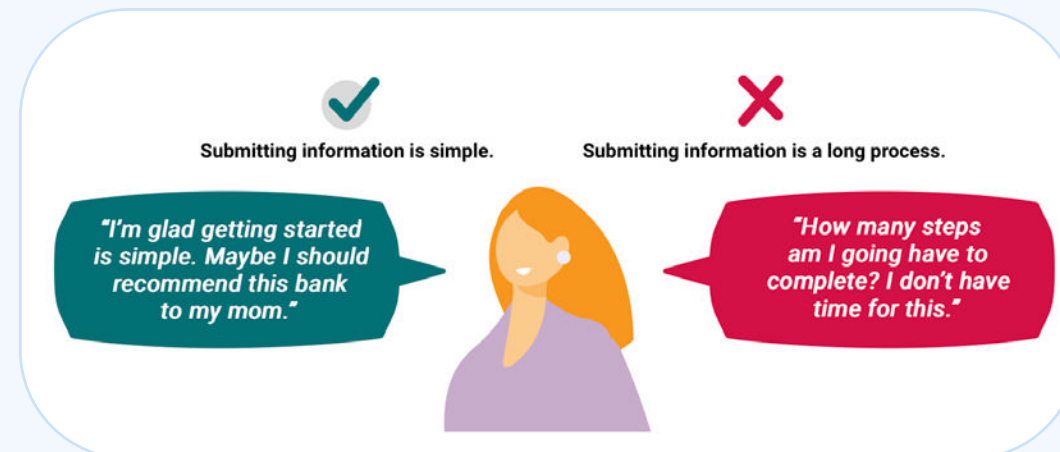 Submitting information is simple.
"I'm glad getting started
is simple. Maybe I should
recommend this bank
to my mom."
Submitting information is a long process.
"How many steps
am I going have to
complete? I don't have
time for this."